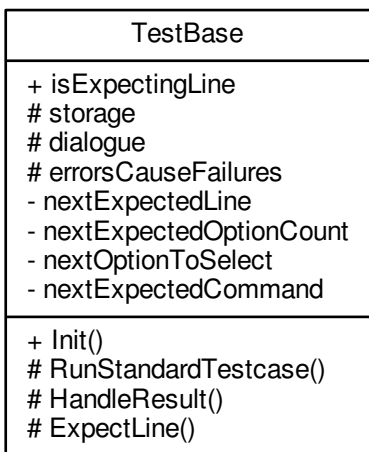 TestBase
+ isExpectingLine
# storage
# dialogue
# errorsCauseFailures
- nextExpectedLine
- nextExpectedOptionCount
- nextOptionToSelect
- nextExpectedCommand
+ Init()
# RunStandardTestcase()
# HandleResult()
# ExpectLine()